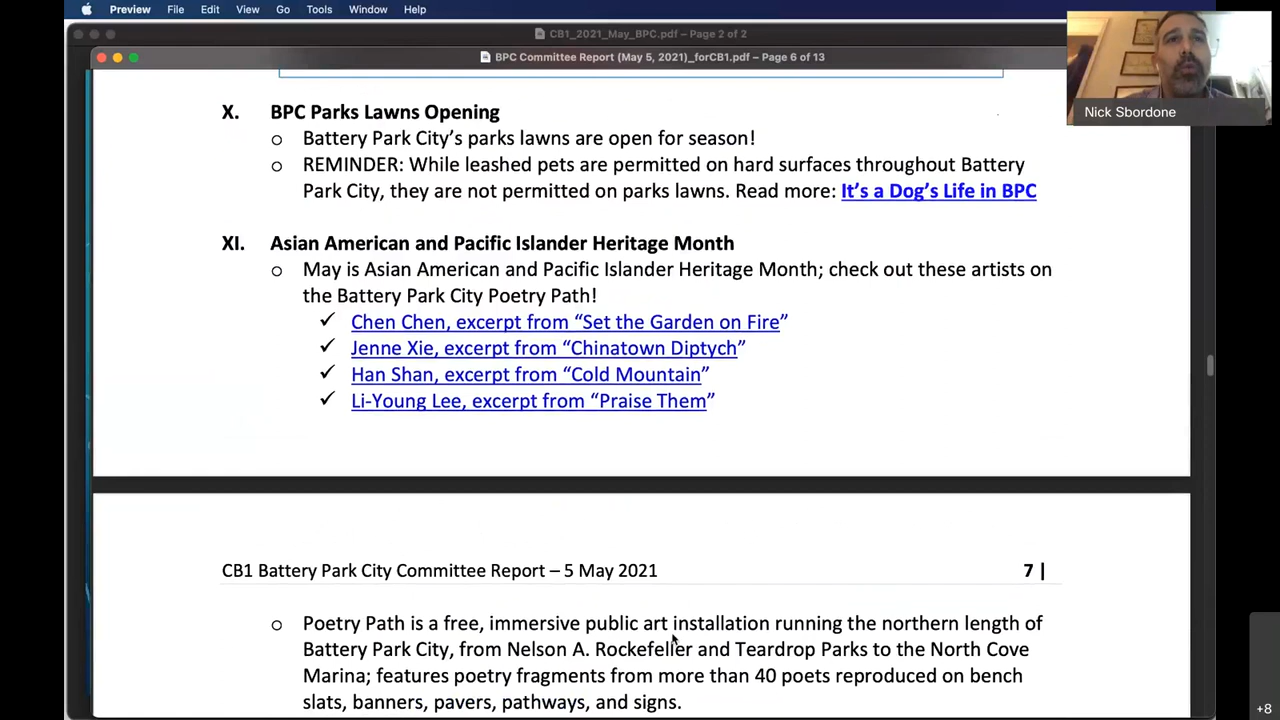 Preview File Edit View Go Tools Window Help
CB1_2021_May_BPC.pdf – Page 2 of 2
BPC Committee Report (May 5, 2021)_forCB1.pdf – Page 6 of 13
Nick Sbordone
X. BPC Parks Lawns Opening
o Battery Park City’s parks lawns are open for season!
o REMINDER: While leashed pets are permitted on hard surfaces throughout Battery
Park City, they are not permitted on parks lawns. Read more: It’s a Dog’s Life in BPC
XI. Asian American and Pacific Islander Heritage Month
o May is Asian American and Pacific Islander Heritage Month; check out these artists on
the Battery Park City Poetry Path!
✓ Chen Chen, excerpt from “Set the Garden on Fire”
✓ Jenne Xie, excerpt from “Chinatown Diptych”
✓ Han Shan, excerpt from “Cold Mountain”
✓ Li-Young Lee, excerpt from “Praise Them”
CB1 Battery Park City Committee Report – 5 May 2021 7 |
o Poetry Path is a free, immersive public art installation running the northern length of
Battery Park City, from Nelson A. Rockefeller and Teardrop Parks to the North Cove
Marina; features poetry fragments from more than 40 poets reproduced on bench
slats, banners, pavers, pathways, and signs.
+8